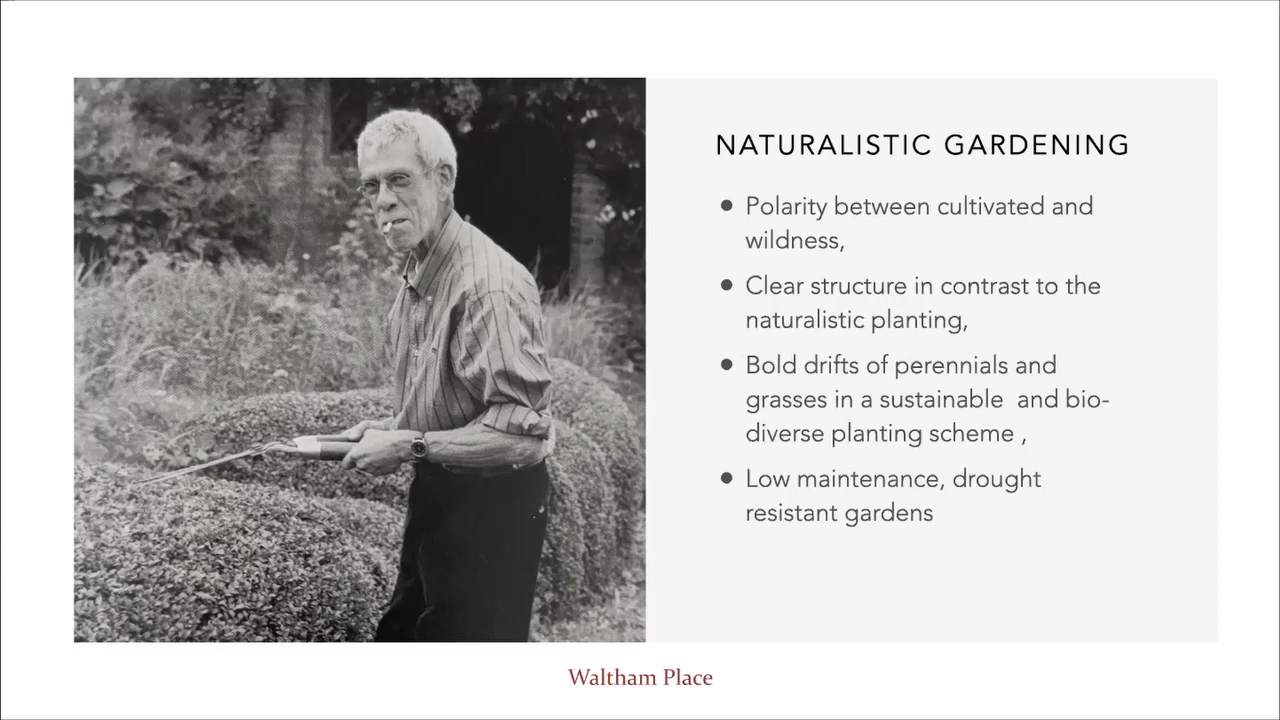 NATURALISTIC GARDENING
● Polarity between cultivated and
wildness,
● Clear structure in contrast to the
naturalistic planting,
● Bold drifts of perennials and
grasses in a sustainable  and bio-
diverse planting scheme ,
● Low maintenance, drought
resistant gardens
Waltham Place